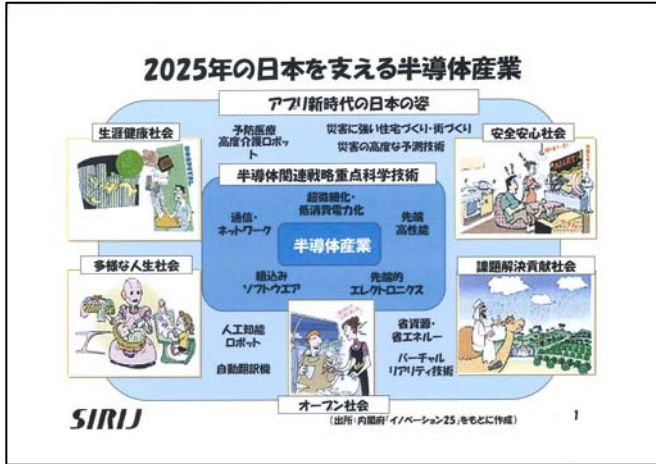 2025年の日本を支える半導体産業
アプリ新時代の日本の姿
生涯健康社会
予防医療
高度介護ロボッ
ト
災害に強い住宅づくり・街づくり
災害の高度な予測技術
安全安心社会
半導体関連戦略重点科学技術
超微細化・
低消費電力化
通信・
ネットワーク
先端
高性能
半導体産業
組込み
ソフトウエア
先端的
エレクトロニクス
多様な人生社会
課題解決貢献社会
人工知能
ロボット
自動翻訳機
省資源・
省エネルー
バーチャル
リアリティ技術
オープン社会
(出所:内閣府「イノベーション25」をもとに作成)
SIRIJ
1